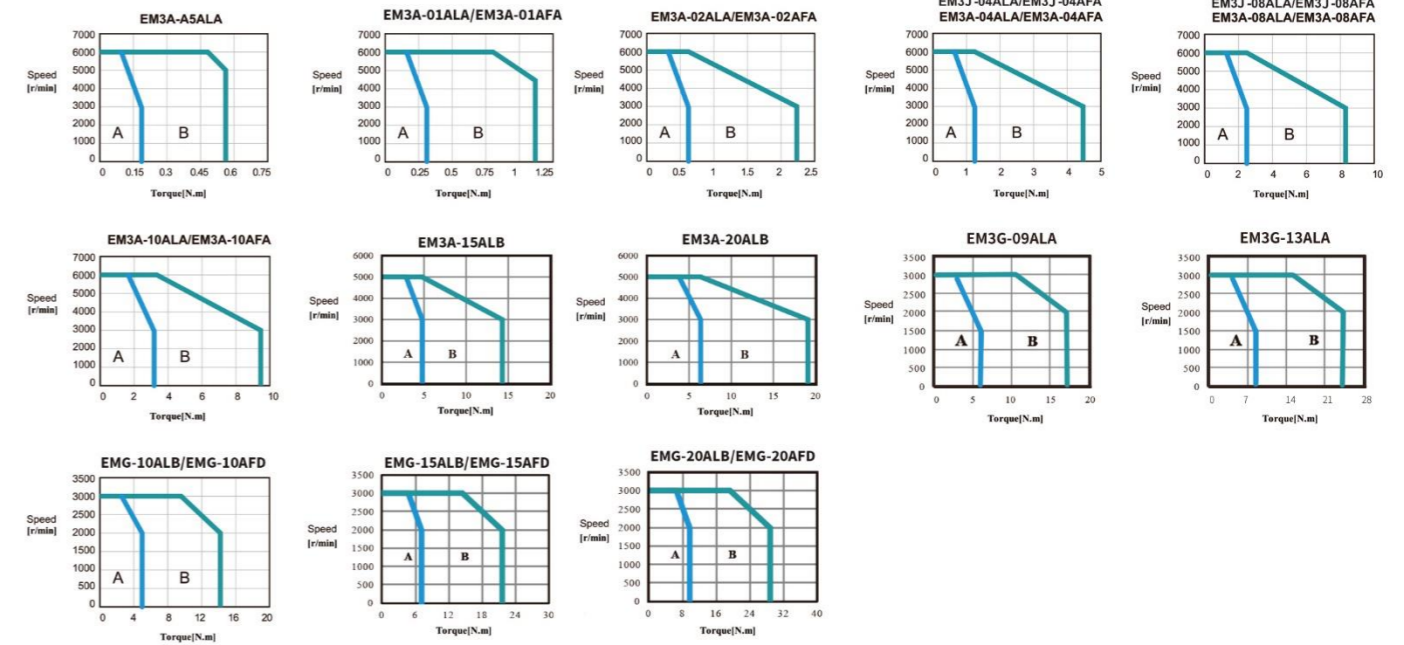 EM3A-A5ALA
Speed
[r/min]
7000
6000
5000
4000
3000
2000
1000
0
A
B
0 0.15 0.3 0.45 0.6 0.75
Torque[N.m]
EM3A-01ALA/EM3A-01AFA
Speed
[r/min]
7000
6000
5000
4000
3000
2000
1000
0
A
B
0 0.25 0.5 0.75 1 1.25
Torque[N.m]
EM3A-02ALA/EM3A-02AFA
Speed
[r/min]
7000
6000
5000
4000
3000
2000
1000
0
A
B
0 0.5 1 1.5 2 2.5
Torque[N.m]
EM3J-04ALA/EM3J-04AFA
EM3A-04ALA/EM3A-04AFA
Speed
[r/min]
7000
6000
5000
4000
3000
2000
1000
0
A
B
0 1 2 3 4 5
Torque[N.m]
EM3J-08ALA/EM3J-08AFA
EM3A-08ALA/EM3A-08AFA
Speed
[r/min]
7000
6000
5000
4000
3000
2000
1000
0
A
B
0 2 4 6 8 10
Torque[N.m]
EM3A-10ALA/EM3A-10AFA
Speed
[r/min]
7000
6000
5000
4000
3000
2000
1000
0
A
B
0 2 4 6 8 10
Torque[N.m]
EM3A-15ALB
Speed
[r/min]
6000
5000
4000
3000
2000
1000
0
A
B
0 5 10 15 20
Torque[N.m]
EM3A-20ALB
Speed
[r/min]
6000
5000
4000
3000
2000
1000
0
A
B
0 5 10 15 20
Torque[N.m]
EM3G-09ALA
Speed
[r/min]
3500
3000
2500
2000
1500
1000
500
0
A
B
0 5 10 15 20
Torque[N.m]
EM3G-13ALA
Speed
[r/min]
3500
3000
2500
2000
1500
1000
500
0
A
B
0 7 14 21 28
Torque[N.m]
EMG-10ALB/EMG-10AFD
Speed
[r/min]
3500
3000
2500
2000
1500
1000
500
0
A
B
0 4 8 12 16 20
Torque[N.m]
EMG-15ALB/EMG-15AFD
Speed
[r/min]
3500
3000
2500
2000
1500
1000
500
0
A
B
0 6 12 18 24 30
Torque[N.m]
EMG-20ALB/EMG-20AFD
Speed
[r/min]
3500
3000
2500
2000
1500
1000
500
0
A
B
0 8 16 24 32 40
Torque[N.m]